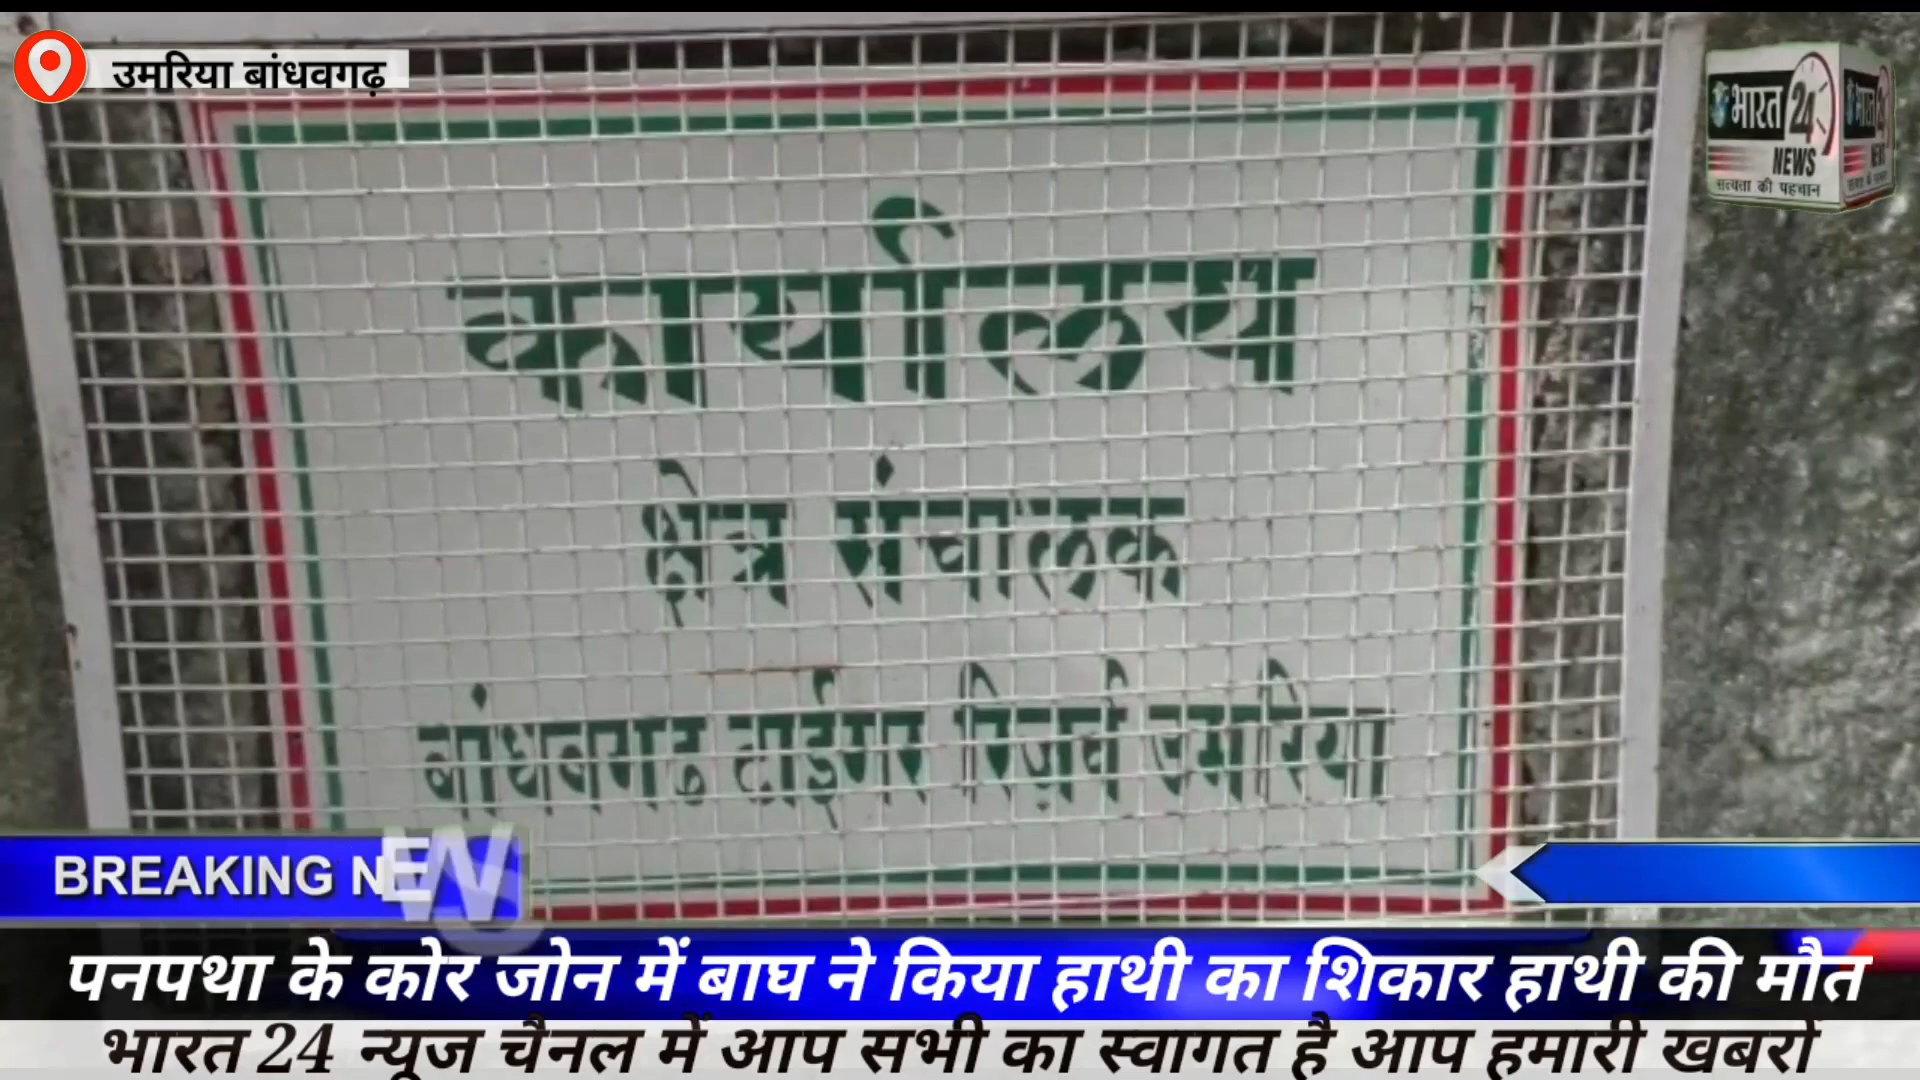 उमरिया बांधवगढ़
भारत 24
NEWS
सत्यता की पहचान
कार्यालय
क्षेत्र संचालक
बांधवगढ टाईगर रिज़र्व उमरिया
BREAKING NEWS
पनपथा के कोर जोन में बाघ ने किया हाथी का शिकार हाथी की मौत
भारत 24 न्यूज चैनल में आप सभी का स्वागत है आप हमारी खबरों